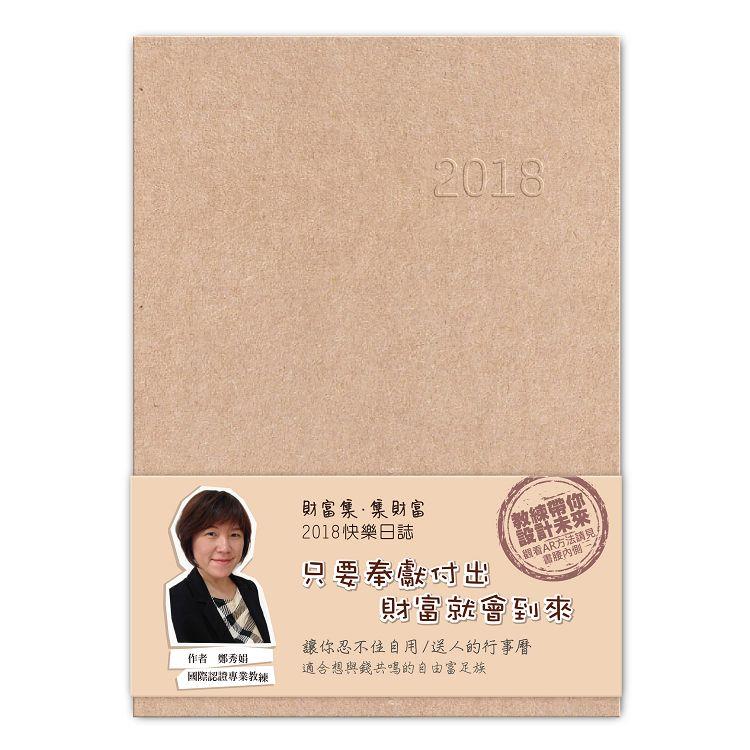 2018
財富集·集財富
2018快樂日誌
只要奉獻付出
財富就會到來
讓你忍不住自用/送人的行事曆
適合想與錢共鳴的自由富足族
教練帶你
設計未來
觀看AR方法請見
書腰內側
作者 鄭秀娟
國際認證專業教練